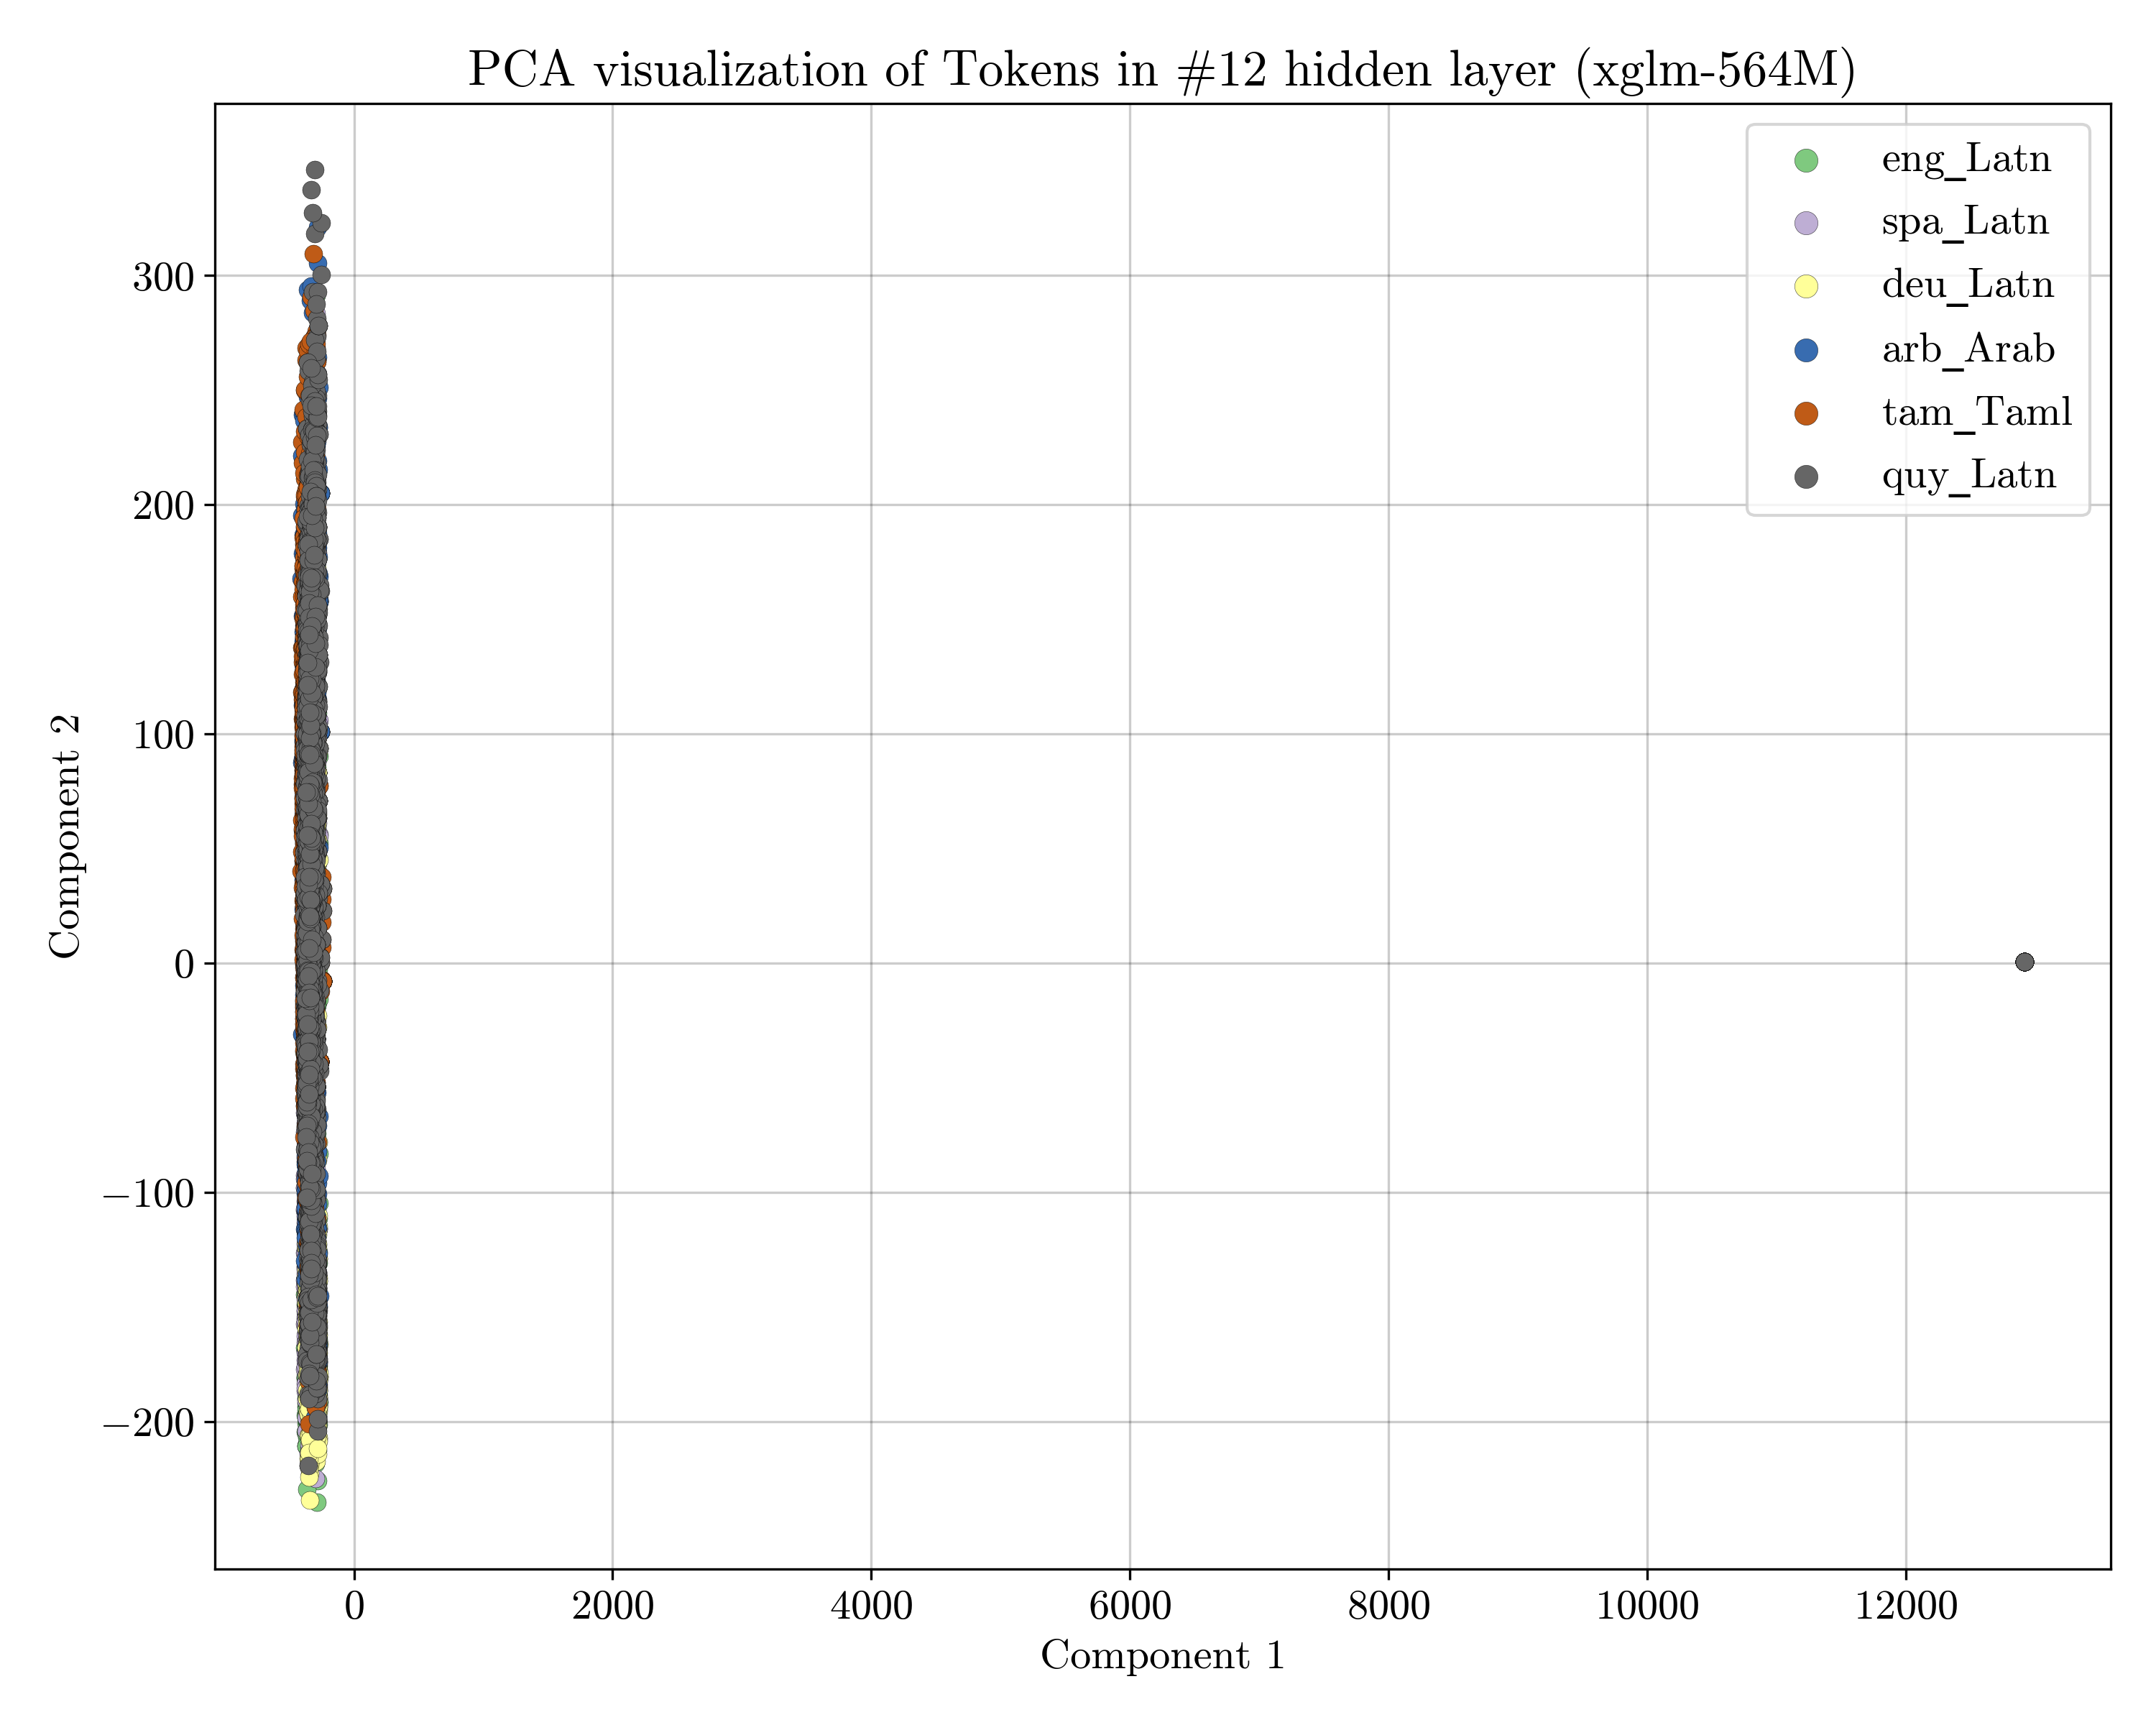 PCA visualization of Tokens in #12 hidden layer (xglm-564M)
eng_Latn
spa_Latn
deu_Latn
arb_Arab
tam_Taml
quy_Latn
300
200
100
0
−100
−200
Component 2
0 2000 4000 6000 8000 10000 12000
Component 1